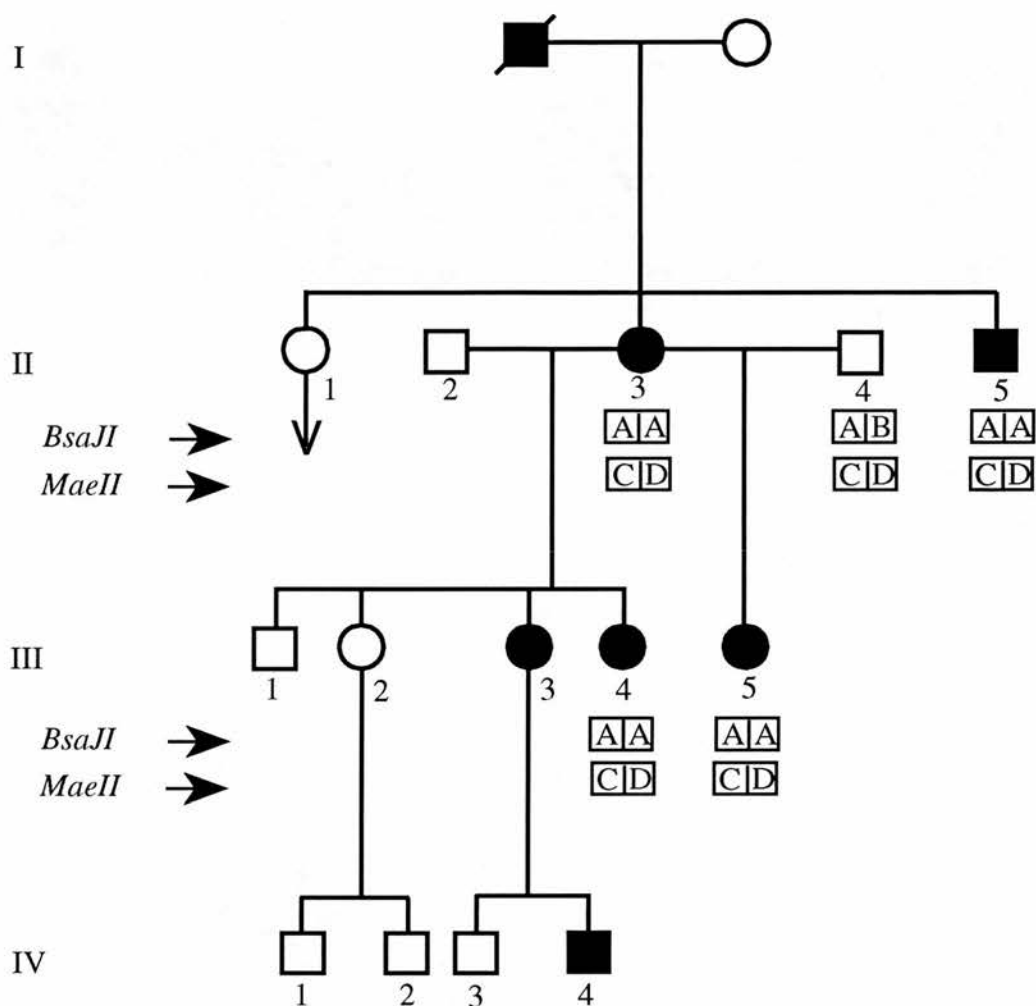 I
II
1 2 3 4 5
BsaJI A A A B A A
MaeII C D C D C D
III
1 2 3 4 5
BsaJI A A A A
MaeII C D C D
IV
1 2 3 4